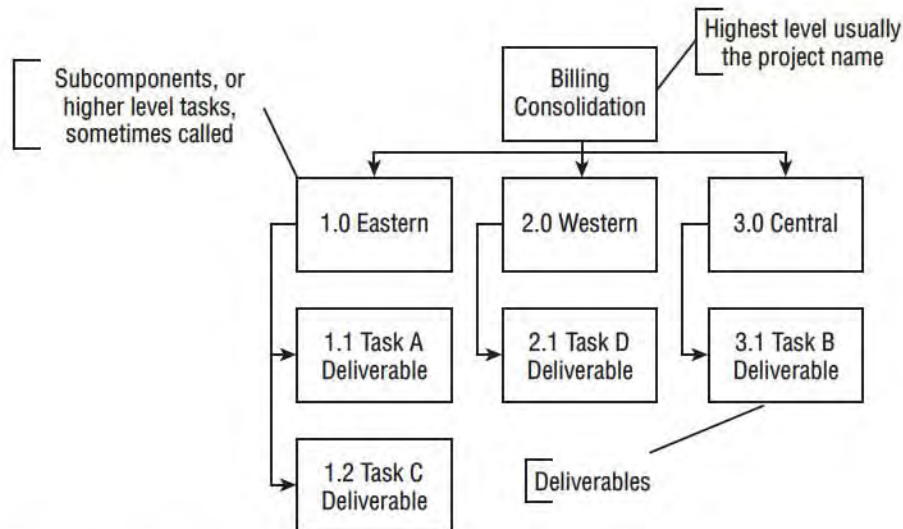 Highest level usually
the project name
Subcomponents, or
higher level tasks,
sometimes called
Billing
Consolidation
1.0 Eastern
2.0 Western
3.0 Central
1.1 Task A
Deliverable
2.1 Task D
Deliverable
3.1 Task B
Deliverable
1.2 Task C
Deliverable
Deliverables